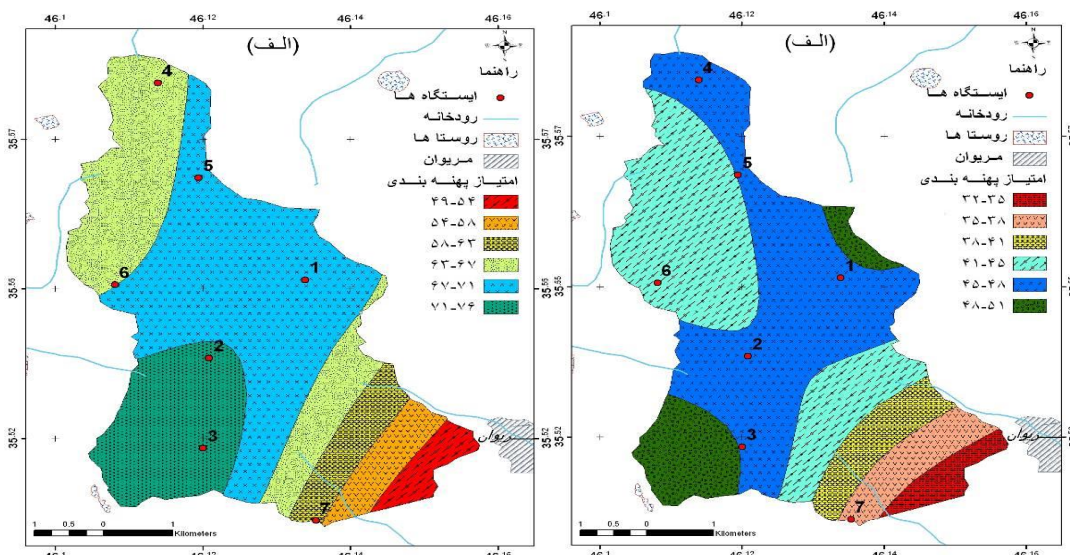 46.1 46.12 46.14 46.16
(الف)
راهنما
ایستگاه ها
رودخانه
روستا ها
مریوان
امتیاز پهنه بندی
۴۹-۵۴
۵۴-۵۸
۵۸-۶۳
۶۳-۶۷
۶۷-۷۱
۷۱-۷۶
35.57
35.55
35.52
4
5
6
1
2
3
7
مریوان
1 0.5 0 1
Kilometers
46.1 46.12 46.14 46.16
(الف)
راهنما
ایستگاه ها
رودخانه
روستا ها
مریوان
امتیاز پهنه بندی
۳۲-۳۵
۳۵-۳۸
۳۸-۴۱
۴۱-۴۵
۴۵-۴۸
۴۸-۵۱
35.57
35.55
4
5
6
1
2
3
7
مریوان
1 0.5 0 1
Kilometers